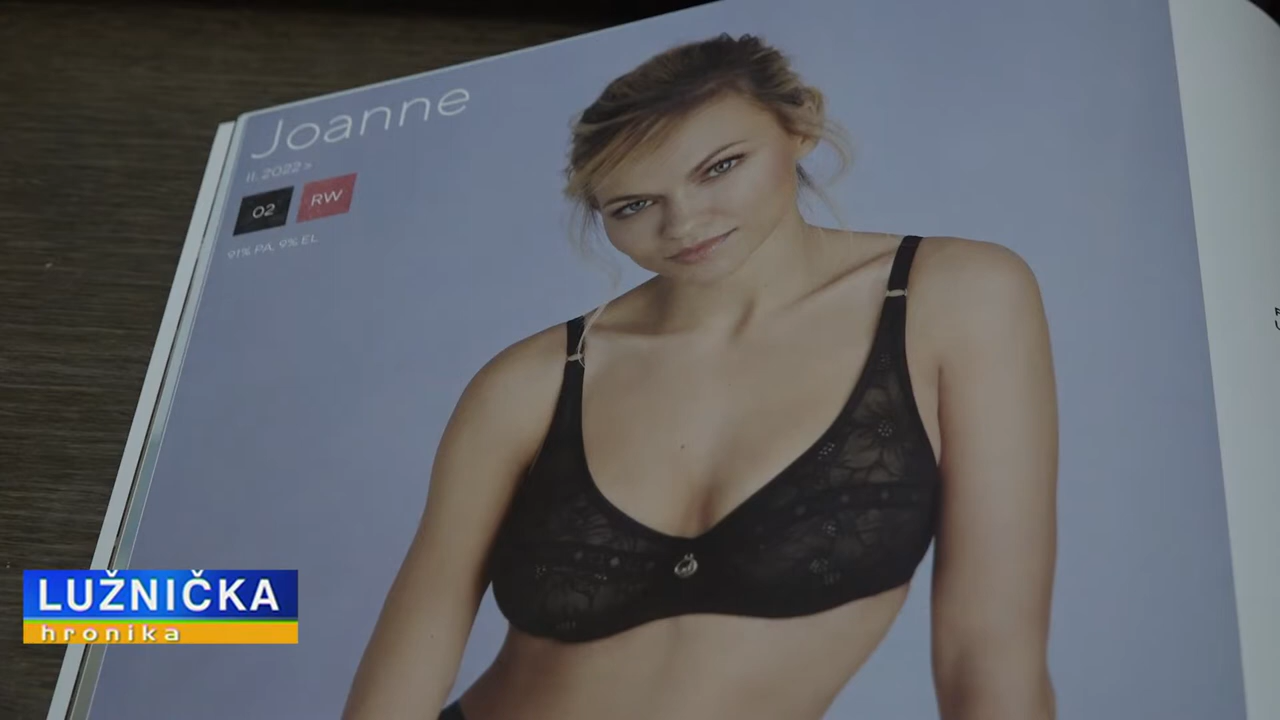 Joanne
II. 2022 >
02
RW
91% PA, 9% EL
LUŽNIČKA
hronika